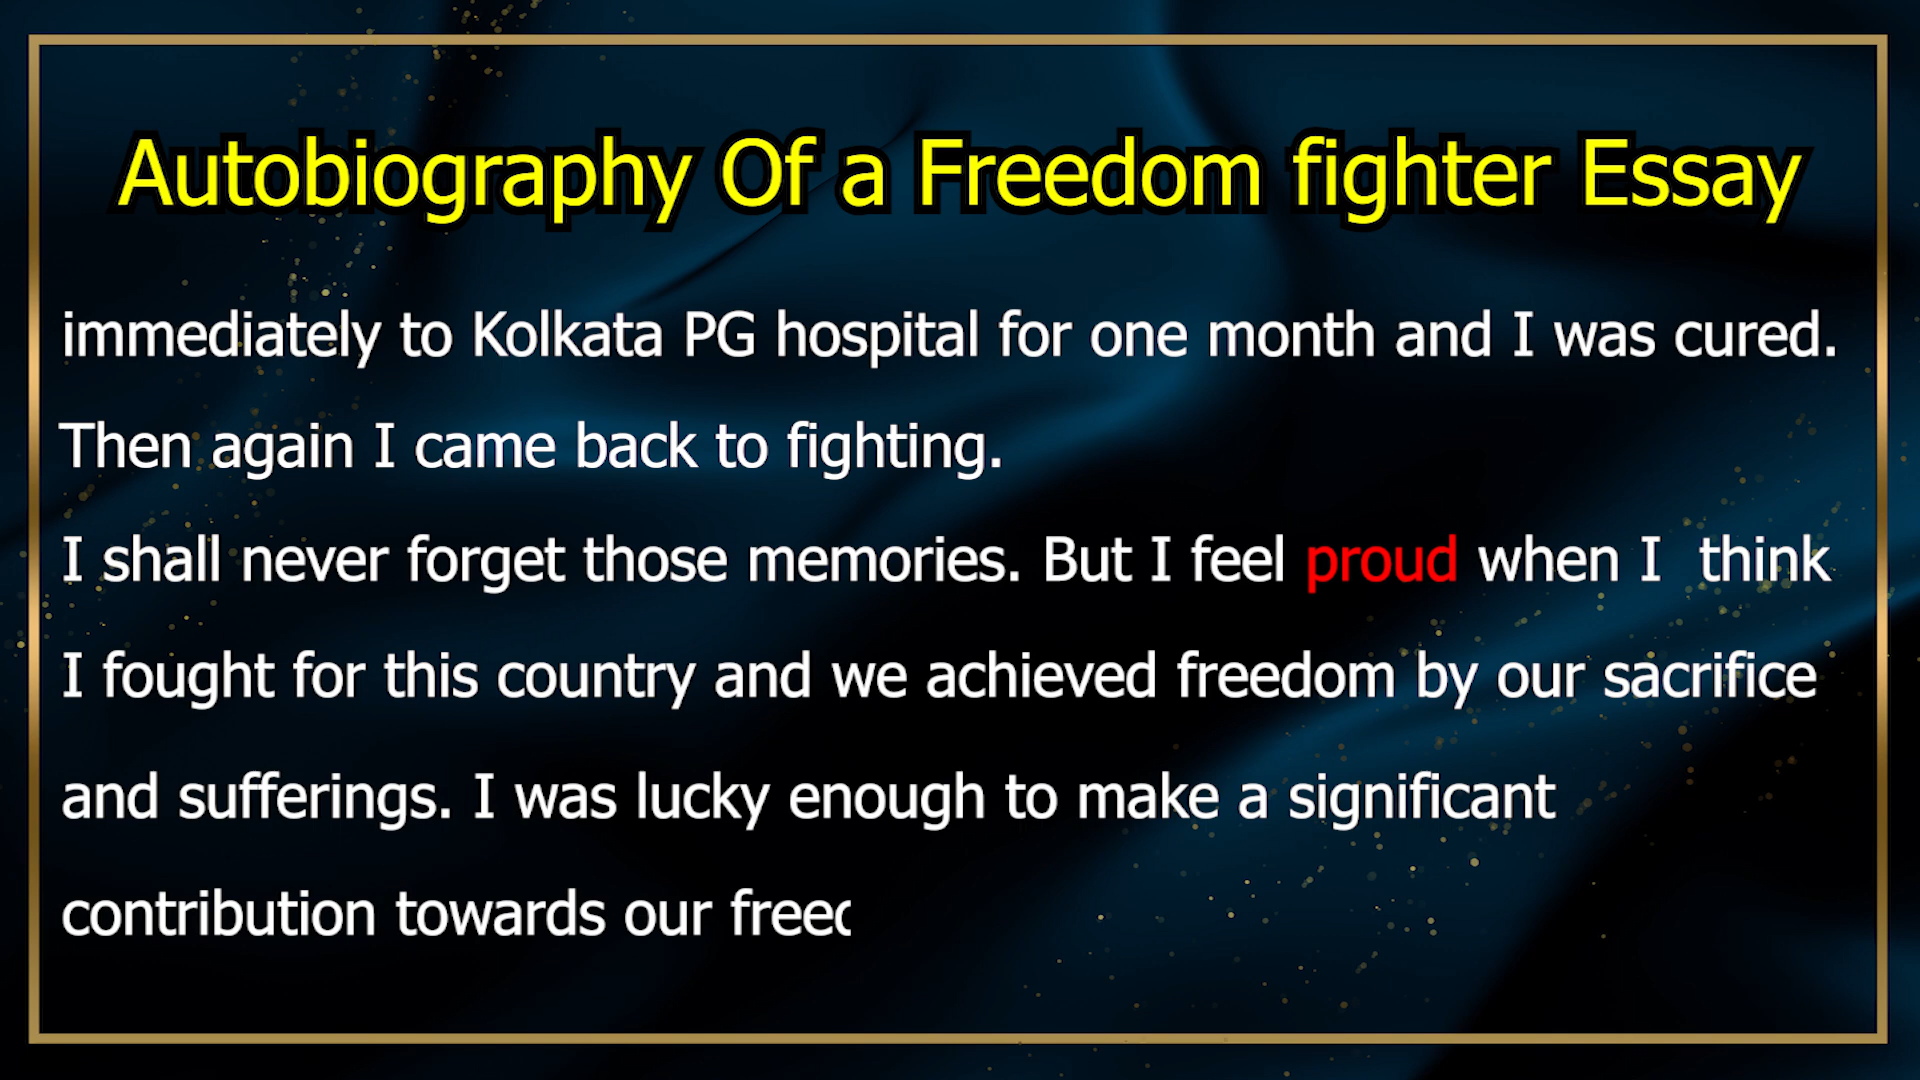 Autobiography Of a Freedom fighter Essay
immediately to Kolkata PG hospital for one month and I was cured.
Then again I came back to fighting.
I shall never forget those memories. But I feel proud when I  think
I fought for this country and we achieved freedom by our sacrifice
and sufferings. I was lucky enough to make a significant
contribution towards our